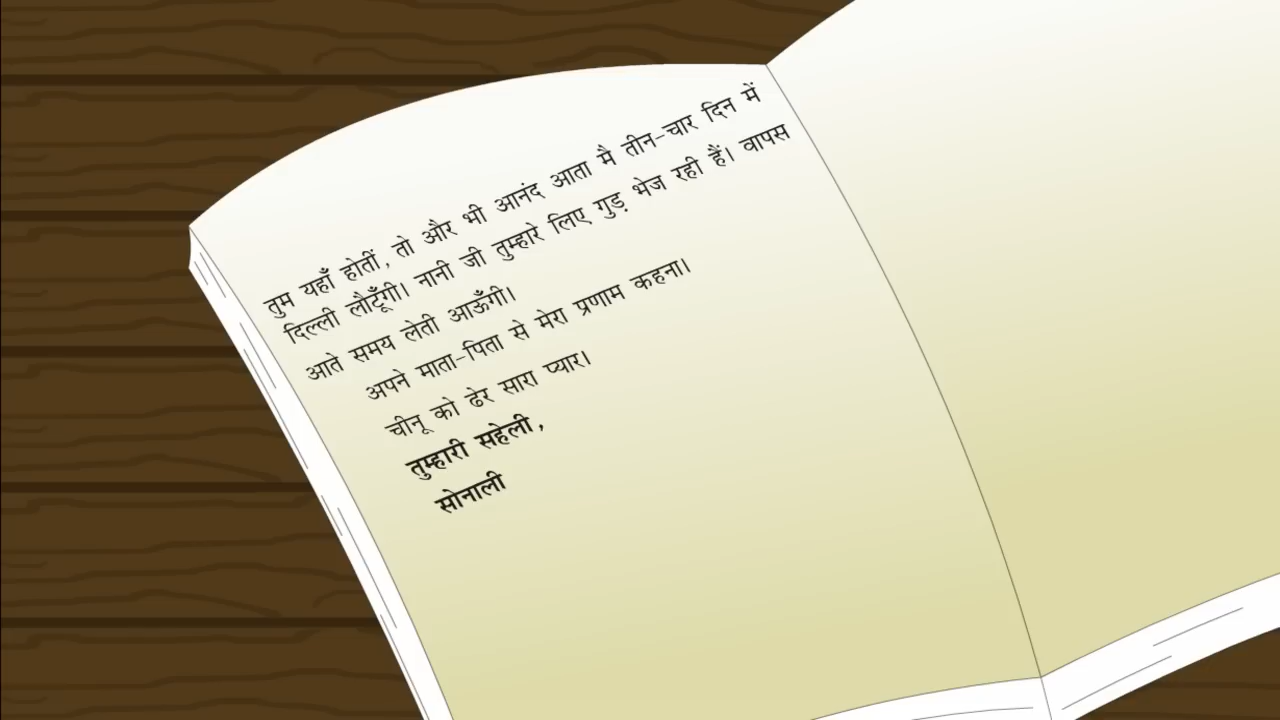 तुम यहाँ होतीं, तो और भी आनंद आता मै तीन-चार दिन में
दिल्ली लौटूँगी। नानी जी तुम्हारे लिए गुड़ भेज रही हैं। वापस
आते समय लेती आऊँगी।
अपने माता-पिता से मेरा प्रणाम कहना।
चीनू को ढेर सारा प्यार।
तुम्हारी सहेली,
सोनाली